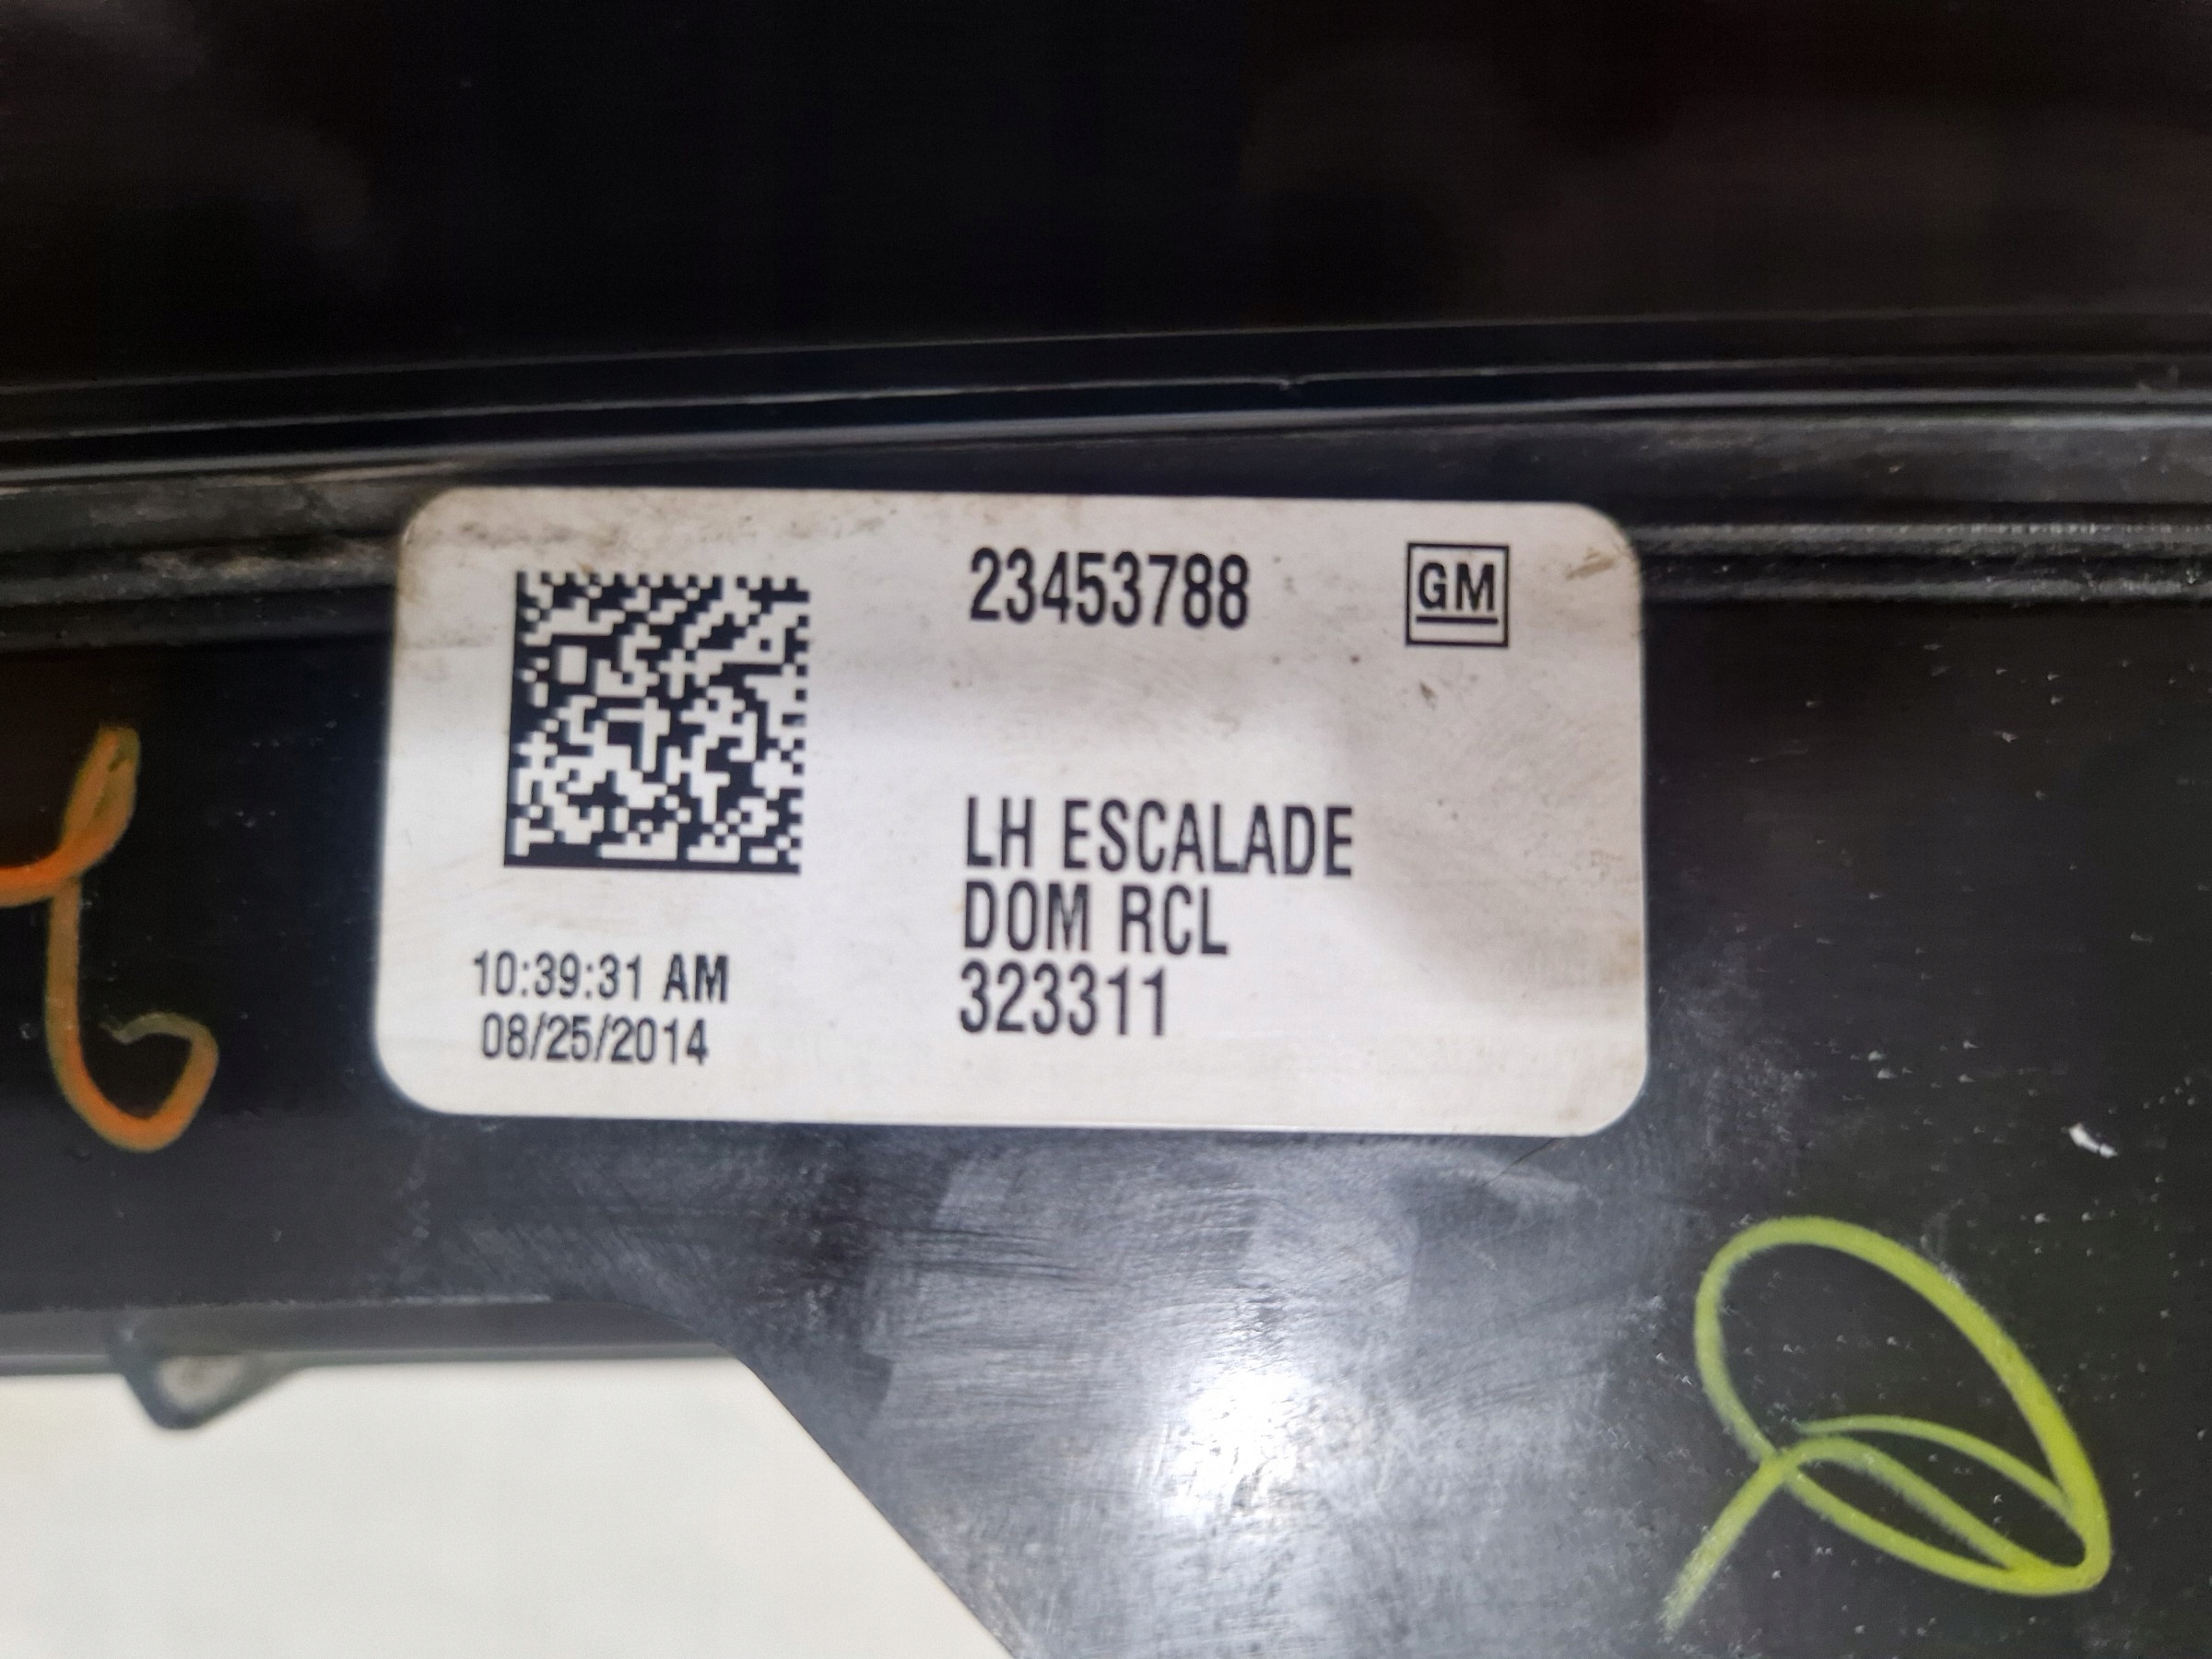 23453788
GM
LH ESCALADE
DOM RCL
323311
10:39:31 AM
08/25/2014